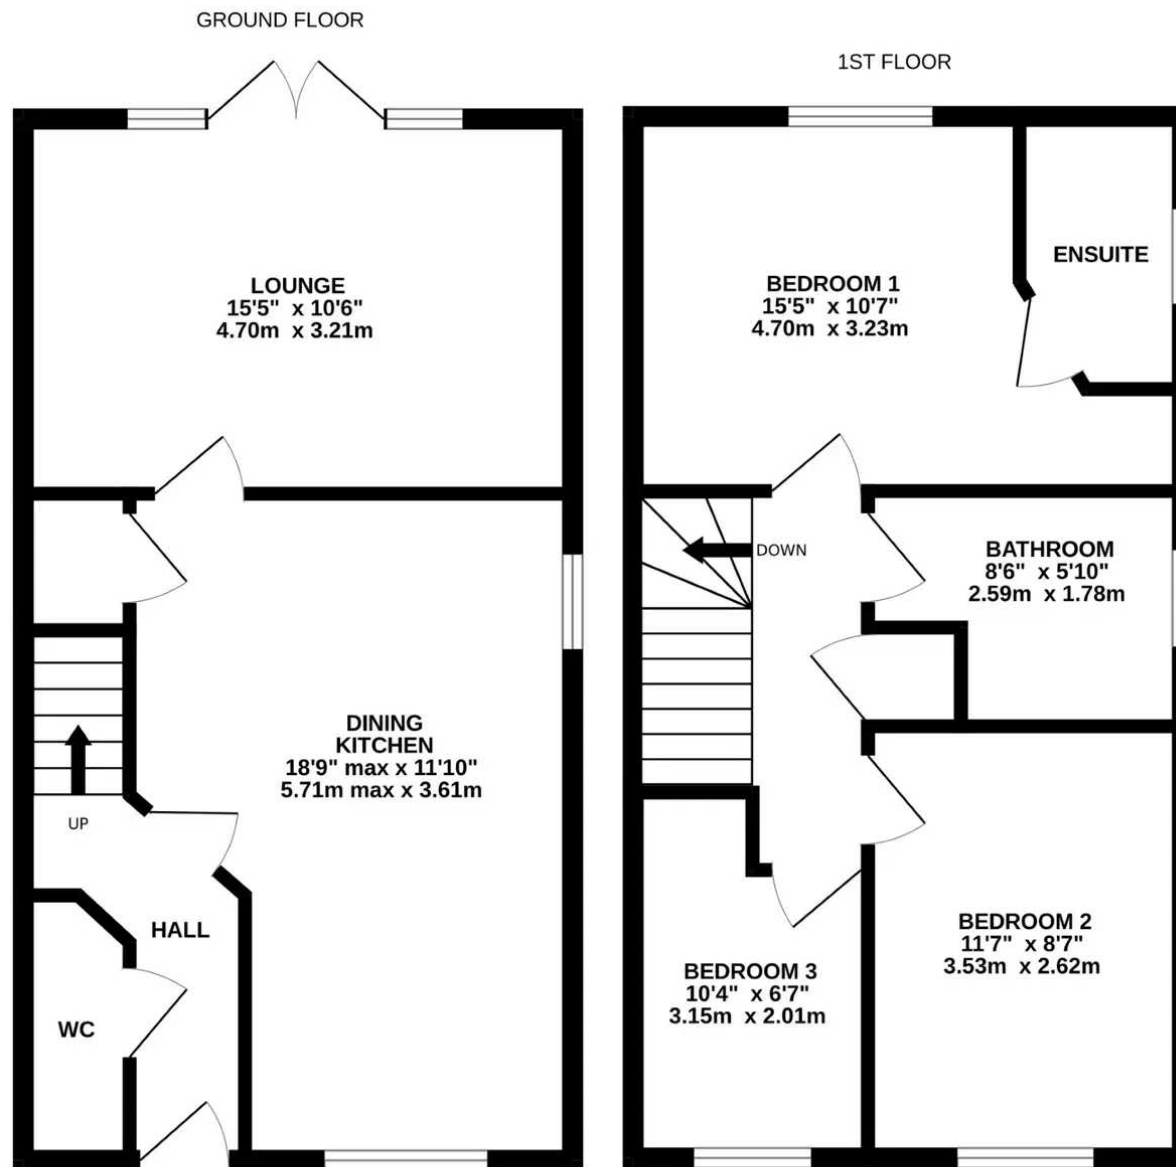 GROUND FLOOR
LOUNGE
15'5" x 10'6"
4.70m x 3.21m
DINING
KITCHEN
18'9" max x 11'10"
5.71m max x 3.61m
UP
HALL
WC
1ST FLOOR
BEDROOM 1
15'5" x 10'7"
4.70m x 3.23m
ENSUITE
DOWN
BATHROOM
8'6" x 5'10"
2.59m x 1.78m
BEDROOM 2
11'7" x 8'7"
3.53m x 2.62m
BEDROOM 3
10'4" x 6'7"
3.15m x 2.01m